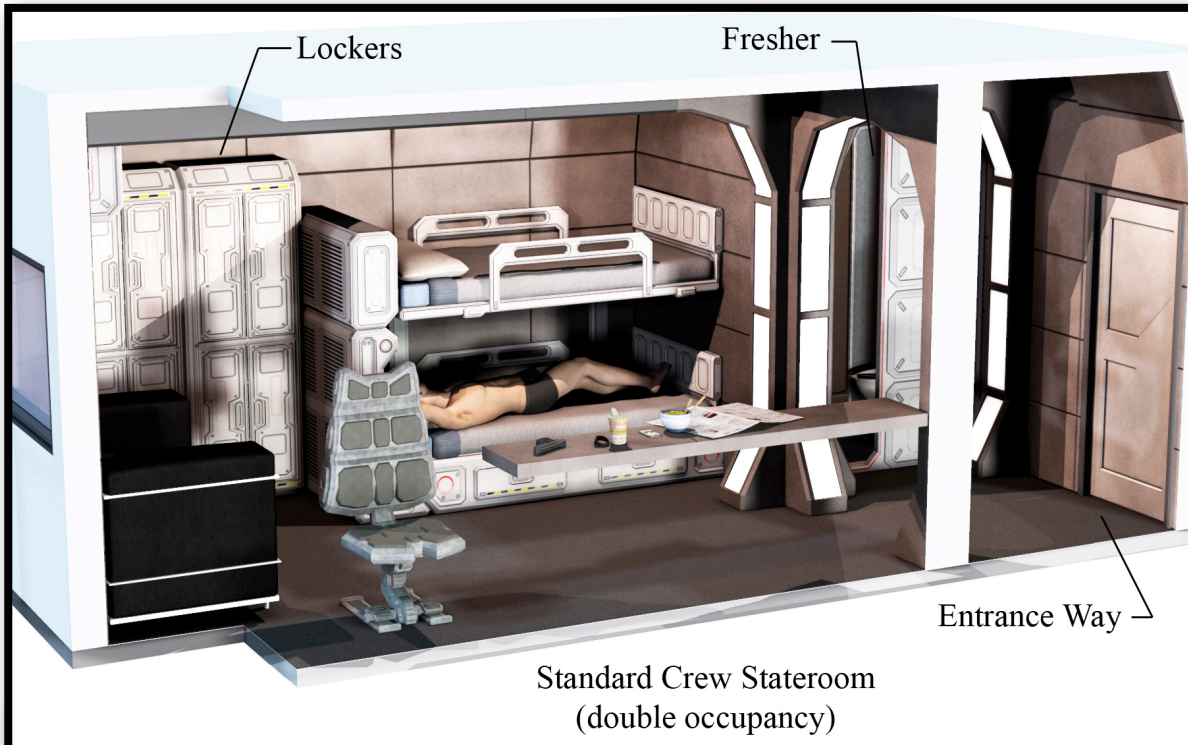 Lockers
Fresher
Entrance Way
Standard Crew Stateroom
(double occupancy)